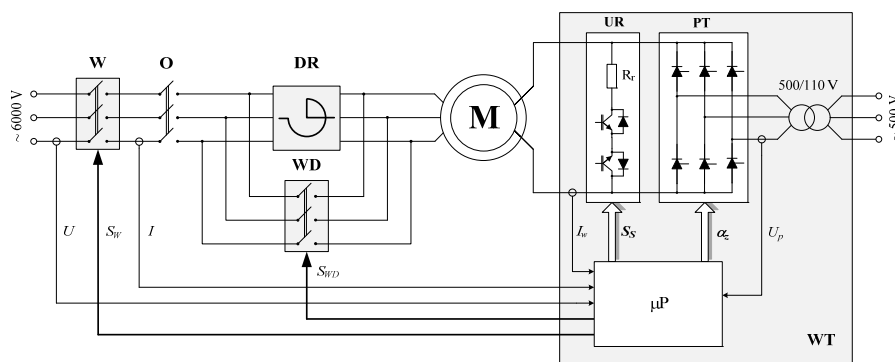 UR
PT
W
O
DR
R_r
500/110 V
~ 6000 V
M
~ 500 V
WD
U
S_W
I
S_WD
I_w
S_S
α_z
U_p
μP
WT